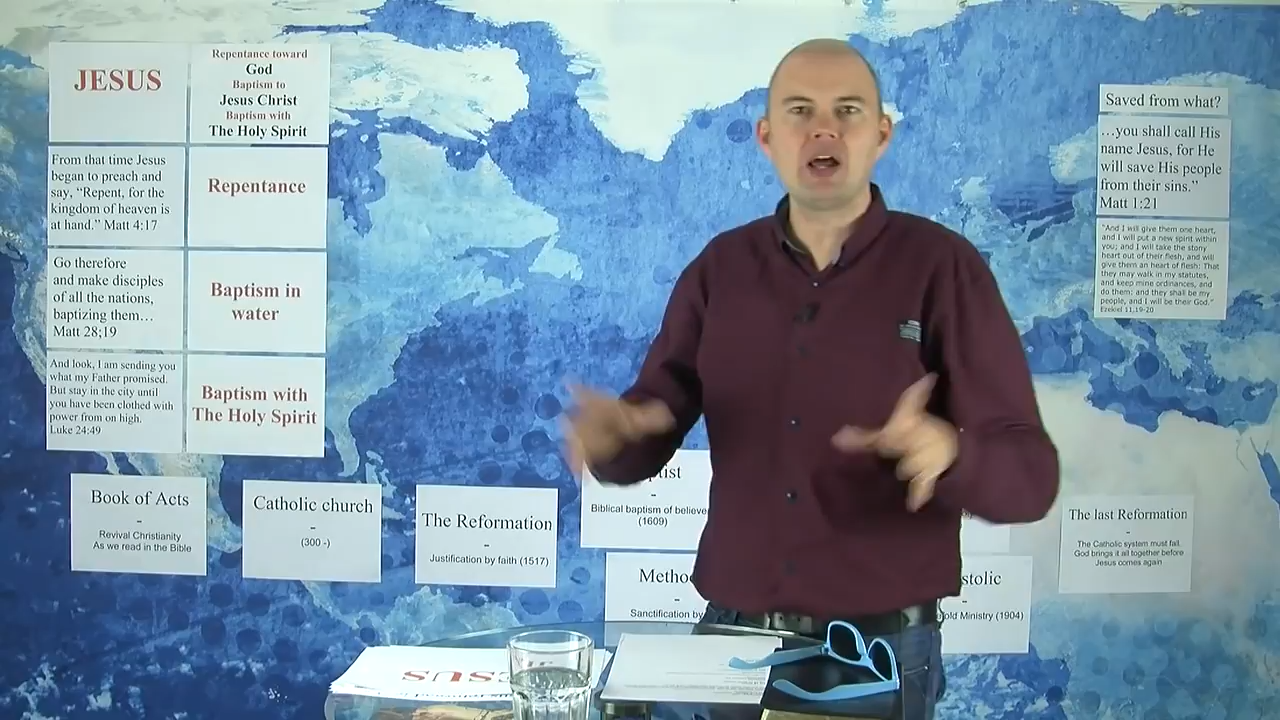 JESUS
Repentance toward
God
Baptism to
Jesus Christ
Baptism with
The Holy Spirit
From that time Jesus
began to preach and
say, “Repent, for the
kingdom of heaven is
at hand.” Matt 4:17
Repentance
Go therefore
and make disciples
of all the nations,
baptizing them…
Matt 28;19
Baptism in
water
And look, I am sending you
what my Father promised.
But stay in the city until
you have been clothed with
power from on high.
Luke 24:49
Baptism with
The Holy Spirit
Saved from what?
…you shall call His
name Jesus, for He
will save His people
from their sins.”
Matt 1:21
"And I will give them one heart,
and I will put a new spirit within
you; and I will take the stony
heart out of their flesh, and will
give them an heart of flesh: That
they may walk in my statutes,
and keep mine ordinances, and
do them: and they shall be my
people, and I will be their God."
Ezekiel 11,19-20
Book of Acts
-
Revival Christianity
As we read in the Bible
Catholic church
-
(300 -)
The Reformation
-
Justification by faith (1517)
tist
-
Biblical baptism of believe
(1609)
Metho
-
Sanctification by
stolic
-
old Ministry (1904)
The last Reformation
-
The Catholic system must fall.
God brings it all together before
Jesus comes again